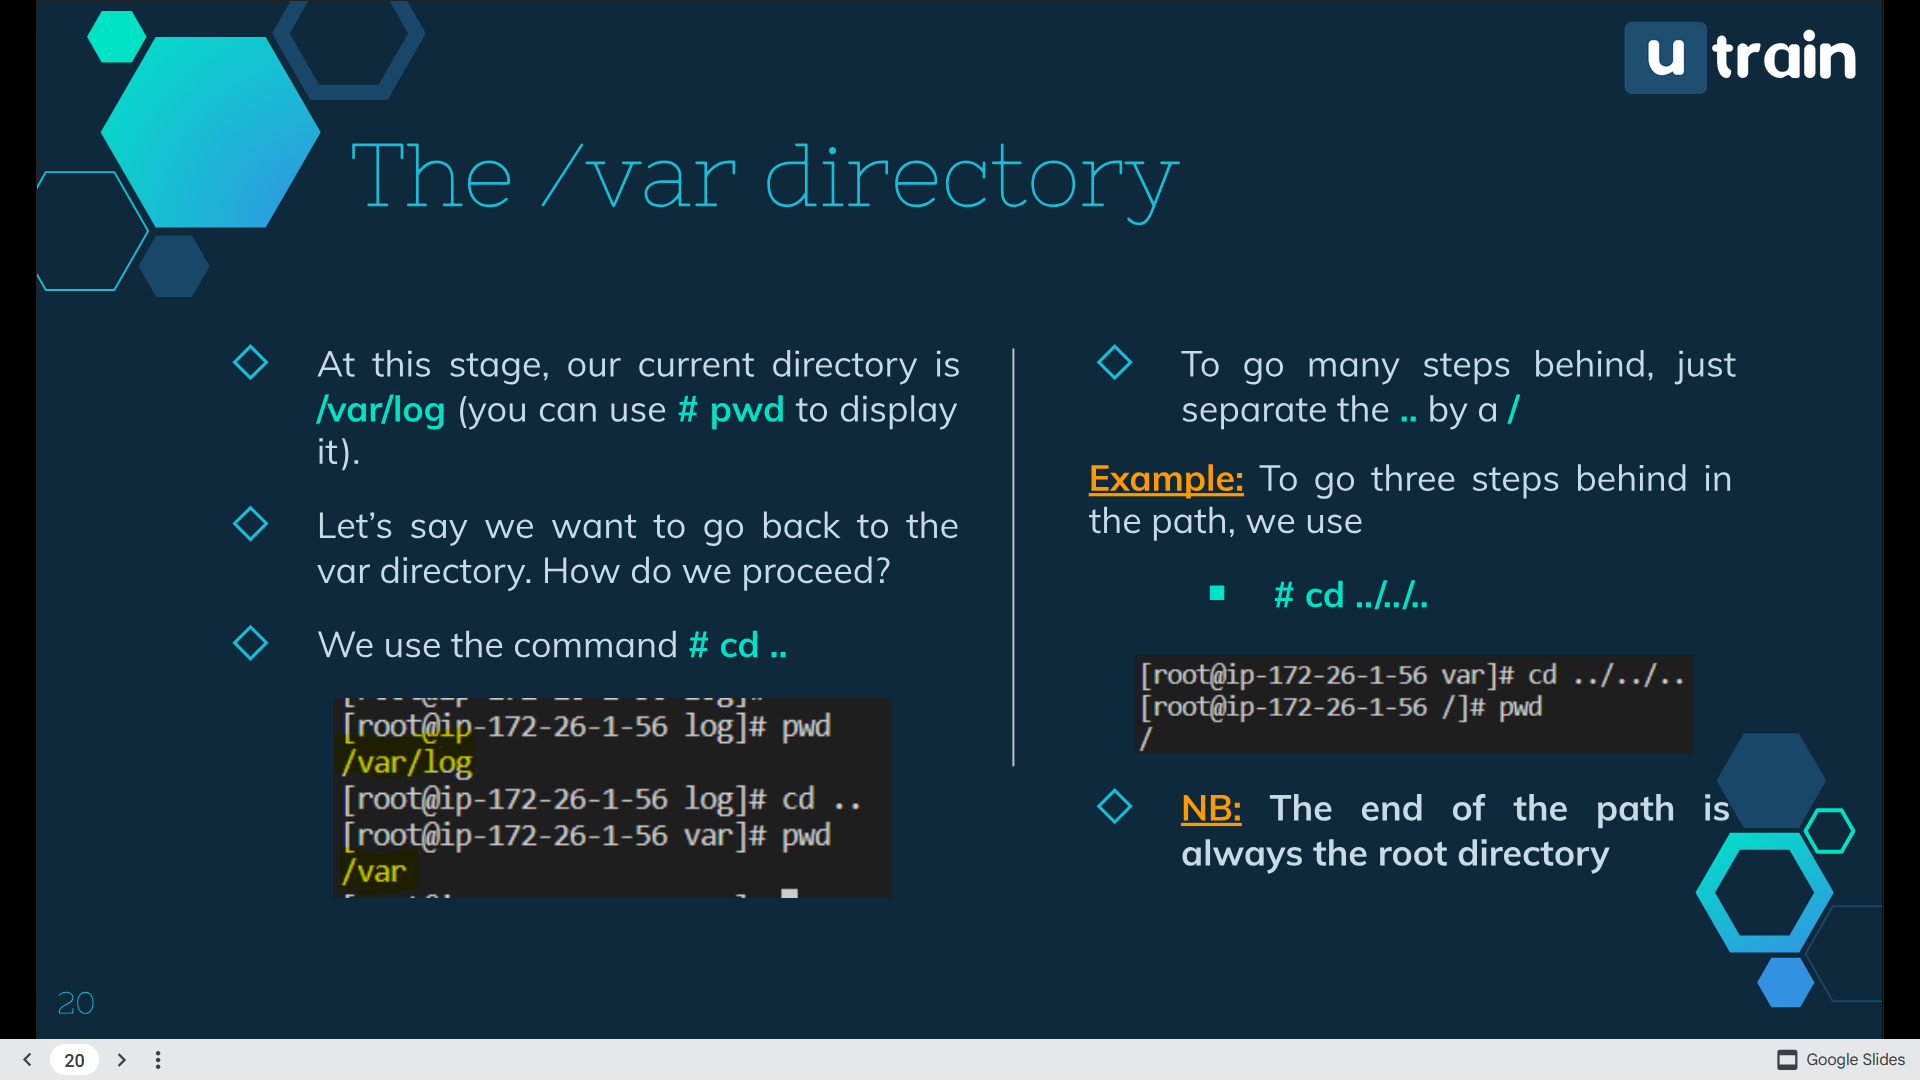 u train
The /var directory
At this stage, our current directory is
/var/log (you can use # pwd to display
it).
Let’s say we want to go back to the
var directory. How do we proceed?
We use the command # cd ..
[root@ip-172-26-1-56 log]# pwd
/var/log
[root@ip-172-26-1-56 log]# cd ..
[root@ip-172-26-1-56 var]# pwd
/var
To go many steps behind, just
separate the .. by a /
Example: To go three steps behind in
the path, we use
# cd ../../..
[root@ip-172-26-1-56 var]# cd ../../..
[root@ip-172-26-1-56 /]# pwd
/
NB: The end of the path is
always the root directory
20
20
Google Slides